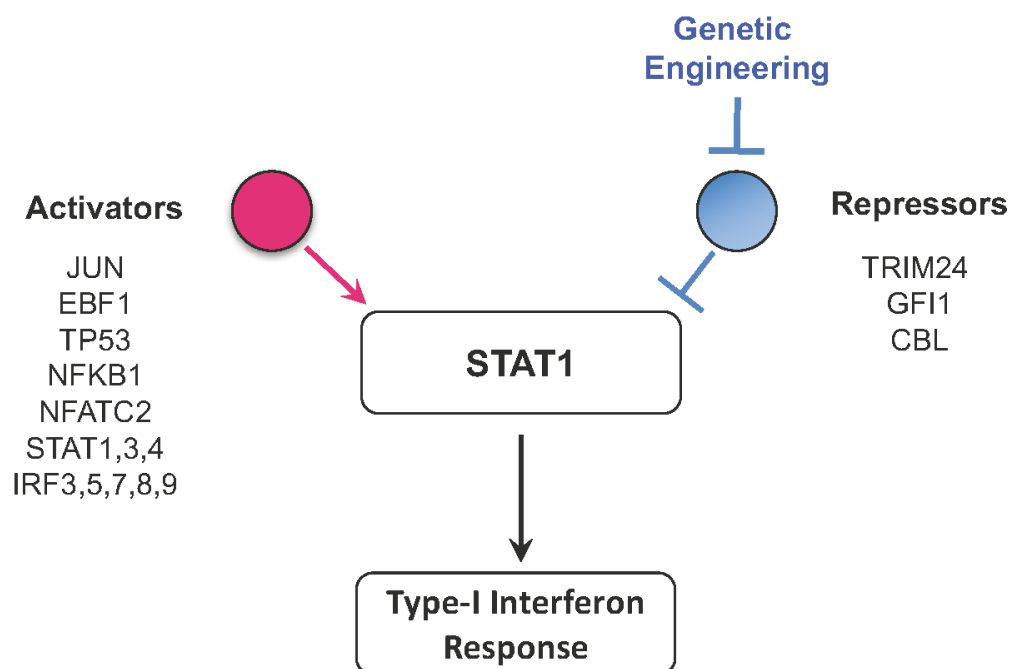 Genetic
Engineering
Activators
JUN
EBF1
TP53
NFKB1
NFATC2
STAT1,3,4
IRF3,5,7,8,9
Repressors
TRIM24
GFI1
CBL
STAT1
Type-I Interferon
Response